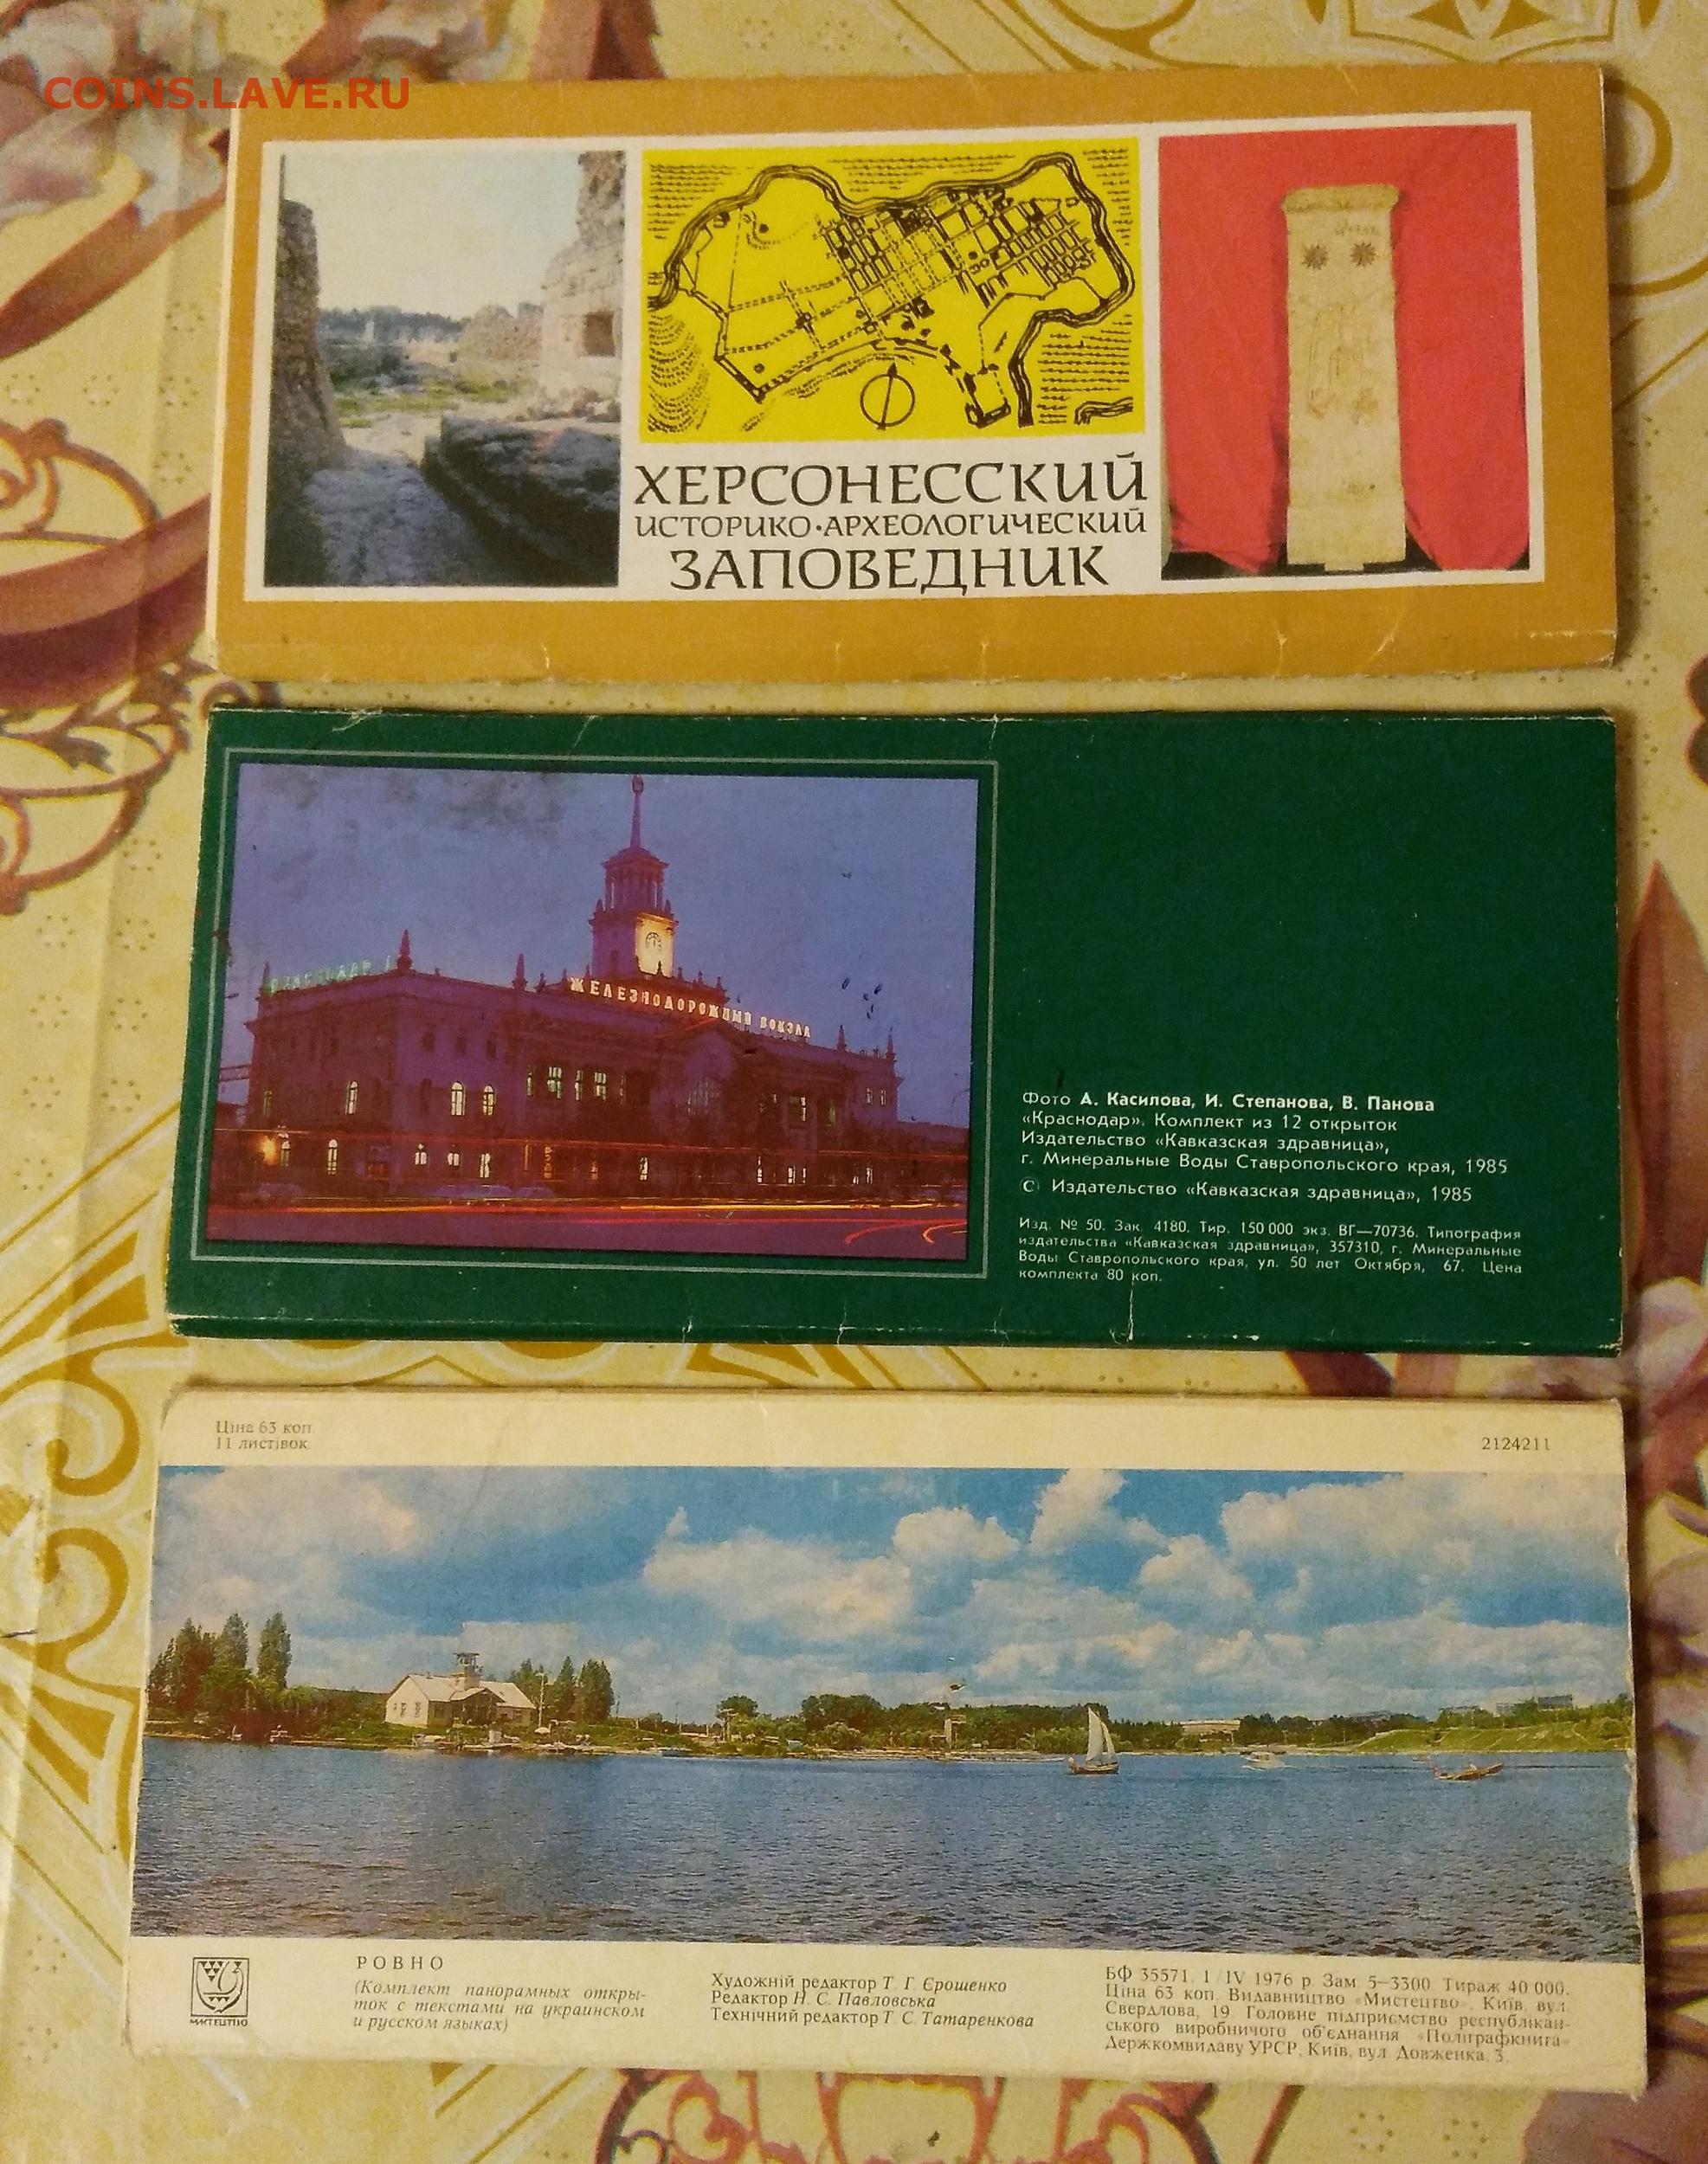 COINS.LAVE.RU
ХЕРСОНЕССКИЙ
ИСТОРИКО·АРХЕОЛОГИЧЕСКИЙ
ЗАПОВЕДНИК
КРАСНОДАР 1
ЖЕЛЕЗНОДОРОЖНЫЙ ВОКЗАЛ
Фото А. Касилова, И. Степанова, В. Панова
«Краснодар». Комплект из 12 открыток
Издательство «Кавказская здравница»,
г. Минеральные Воды Ставропольского края, 1985
© Издательство «Кавказская здравница», 1985
Изд. № 50. Зак. 4180. Тир. 150 000 экз. ВГ—70736. Типография
издательства «Кавказская здравница», 357310, г. Минеральные
Воды Ставропольского края, ул. 50 лет Октября, 67. Цена
комплекта 80 коп.
Ціна 63 коп
11 листівок
2124211
МИСТЕЦТВО
РОВНО
(Комплект панорамных откры-
ток с текстами на украинском
и русском языках)
Художній редактор Т. Г. Єрошенко
Редактор Н. С. Павловська
Технічний редактор Т. С. Татаренкова
БФ 35571. 1/IV 1976 р. Зам. 5—3300. Тираж 40 000.
Ціна 63 коп. Видавництво «Мистецтво», Київ, вул.
Свердлова, 19. Головне підприємство республікан-
ського виробничого об'єднання «Поліграфкнига»
Держкомвидаву УРСР, Київ, вул. Довженка, 3.